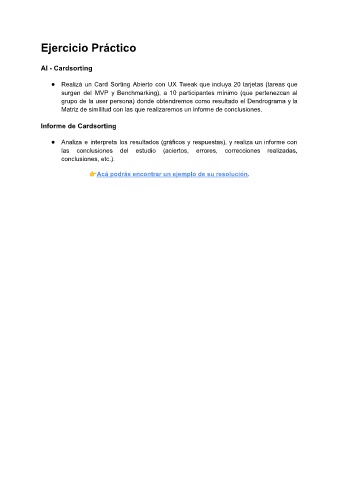 Ejercicio Práctico
AI - Cardsorting
● Realizá un Card Sorting Abierto con UX Tweak que incluya 20 tarjetas (tareas que
surgen del MVP y Benchmarking), a 10 participantes mínimo (que pertenezcan al
grupo de la user persona) donde obtendremos como resultado el Dendrograma y la
Matriz de similitud con las que realizaremos un informe de conclusiones.
Informe de Cardsorting
● Analiza e interpreta los resultados (gráficos y respuestas), y realiza un informe con
las conclusiones del estudio (aciertos, errores, correcciones realizadas,
conclusiones, etc.).
👉Acá podrás encontrar un ejemplo de su resolución.